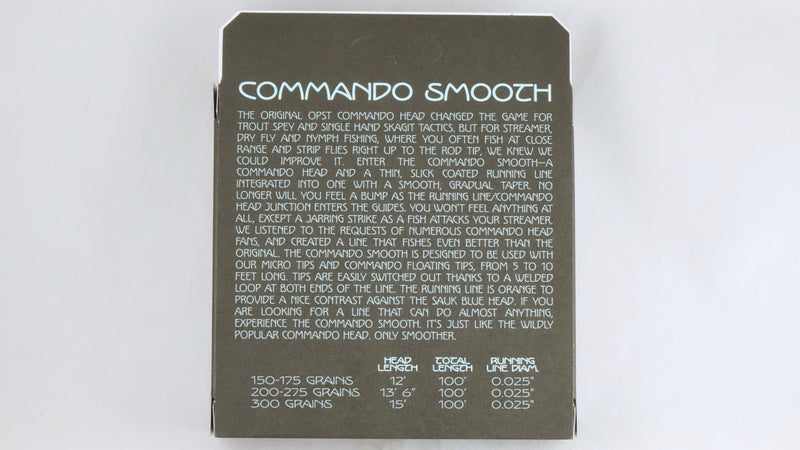 COMMANDO SMOOTH
THE ORIGINAL OPST COMMANDO HEAD CHANGED THE GAME FOR
TROUT SPEY AND SINGLE HAND SKAGIT TACTICS. BUT FOR STREAMER,
DRY FLY AND NYMPH FISHING, WHERE YOU OFTEN FISH AT CLOSE
RANGE AND STRIP FLIES RIGHT UP TO THE ROD TIP, WE KNEW WE
COULD IMPROVE IT. ENTER THE COMMANDO SMOOTH—A
COMMANDO HEAD AND A THIN, SLICK COATED RUNNING LINE
INTEGRATED INTO ONE WITH A SMOOTH, GRADUAL TAPER. NO
LONGER WILL YOU FEEL A BUMP AS THE RUNNING LINE/COMMANDO
HEAD JUNCTION ENTERS THE GUIDES. YOU WON'T FEEL ANYTHING AT
ALL, EXCEPT A JARRING STRIKE AS A FISH ATTACKS YOUR STREAMER.
WE LISTENED TO THE REQUESTS OF NUMEROUS COMMANDO HEAD
FANS, AND CREATED A LINE THAT FISHES EVEN BETTER THAN THE
ORIGINAL. THE COMMANDO SMOOTH IS DESIGNED TO BE USED WITH
OUR MICRO TIPS AND COMMANDO FLOATING TIPS, FROM 5 TO 10
FEET LONG. TIPS ARE EASILY SWITCHED OUT THANKS TO A WELDED
LOOP AT BOTH ENDS OF THE LINE. THE RUNNING LINE IS ORANGE TO
PROVIDE A NICE CONTRAST AGAINST THE SAUK BLUE HEAD. IF YOU
ARE LOOKING FOR A LINE THAT CAN DO ALMOST ANYTHING,
EXPERIENCE THE COMMANDO SMOOTH. IT'S JUST LIKE THE WILDLY
POPULAR COMMANDO HEAD. ONLY SMOOTHER.
HEAD TOTAL RUNNING
LENGTH LENGTH LINE DIAM.
150-175 GRAINS 12' 100' 0.025"
200-275 GRAINS 13' 6" 100' 0.025"
300 GRAINS 15' 100' 0.025"